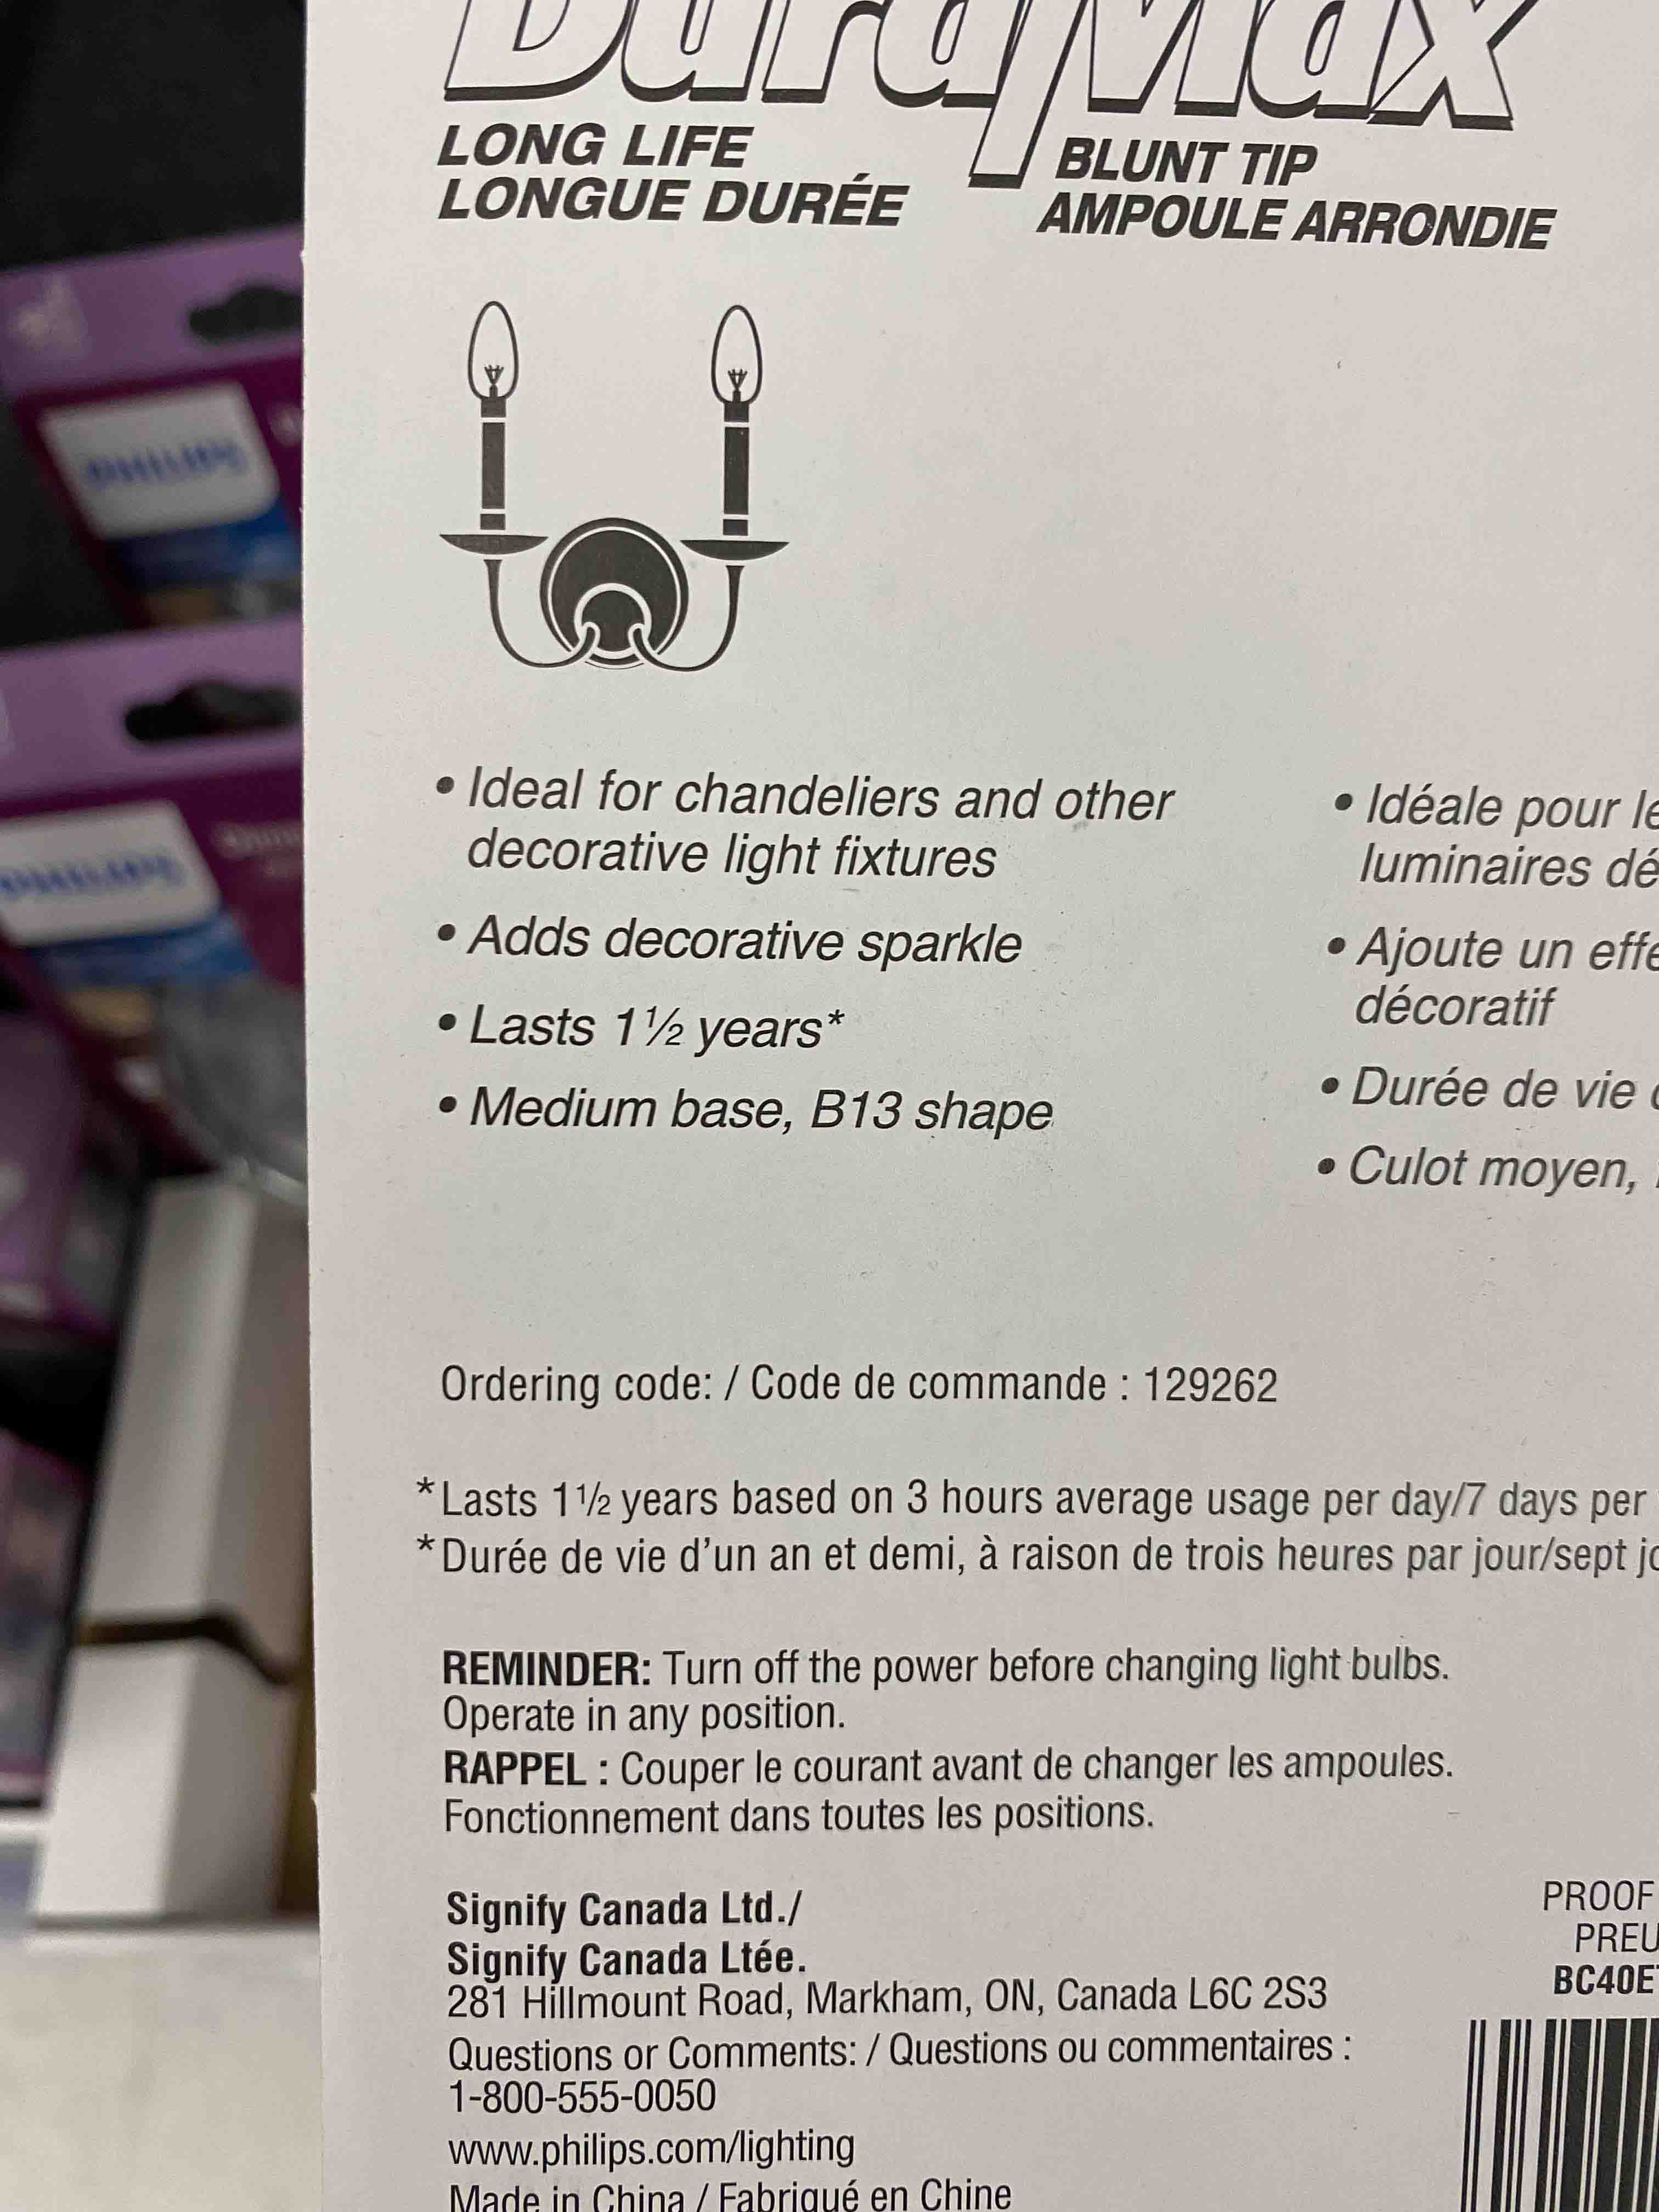 DuraMax
LONG LIFE
LONGUE DURÉE
BLUNT TIP
AMPOULE ARRONDIE
PHILIPS
PHILIPS
• Ideal for chandeliers and other
decorative light fixtures
• Adds decorative sparkle
• Lasts 1½ years*
• Medium base, B13 shape
• Idéale pour le
luminaires dé
• Ajoute un effe
décoratif
• Durée de vie
• Culot moyen,
Ordering code: / Code de commande : 129262
*Lasts 1½ years based on 3 hours average usage per day/7 days per
*Durée de vie d'un an et demi, à raison de trois heures par jour/sept jo
REMINDER: Turn off the power before changing light bulbs.
Operate in any position.
RAPPEL : Couper le courant avant de changer les ampoules.
Fonctionnement dans toutes les positions.
Signify Canada Ltd./
Signify Canada Ltée.
281 Hillmount Road, Markham, ON, Canada L6C 2S3
Questions or Comments: / Questions ou commentaires :
1-800-555-0050
www.philips.com/lighting
Made in China / Fabriqué en Chine
PROOF
PREU
BC40E